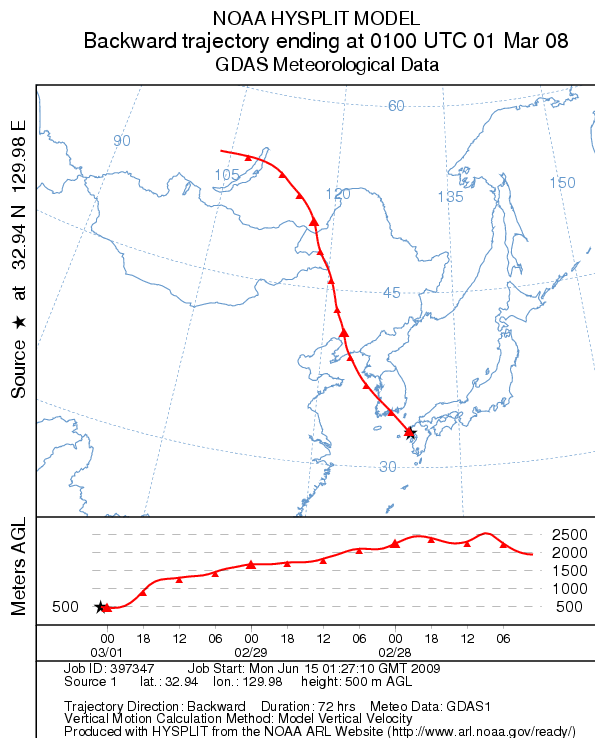 NOAA HYSPLIT MODEL
Backward trajectory ending at 0100 UTC 01 Mar 08
GDAS Meteorological Data
Source ★ at 32.94 N 129.98 E
60
90
105
120
135
150
45
30
Meters AGL
2500
2000
1500
1000
500
500
00 18 12 06 00 18 12 06 00 18 12 06
03/01 02/29 02/28
Job ID: 397347 Job Start: Mon Jun 15 01:27:10 GMT 2009
Source 1 lat.: 32.94 lon.: 129.98 height: 500 m AGL
Trajectory Direction: Backward Duration: 72 hrs Meteo Data: GDAS1
Vertical Motion Calculation Method: Model Vertical Velocity
Produced with HYSPLIT from the NOAA ARL Website (http://www.arl.noaa.gov/ready/)